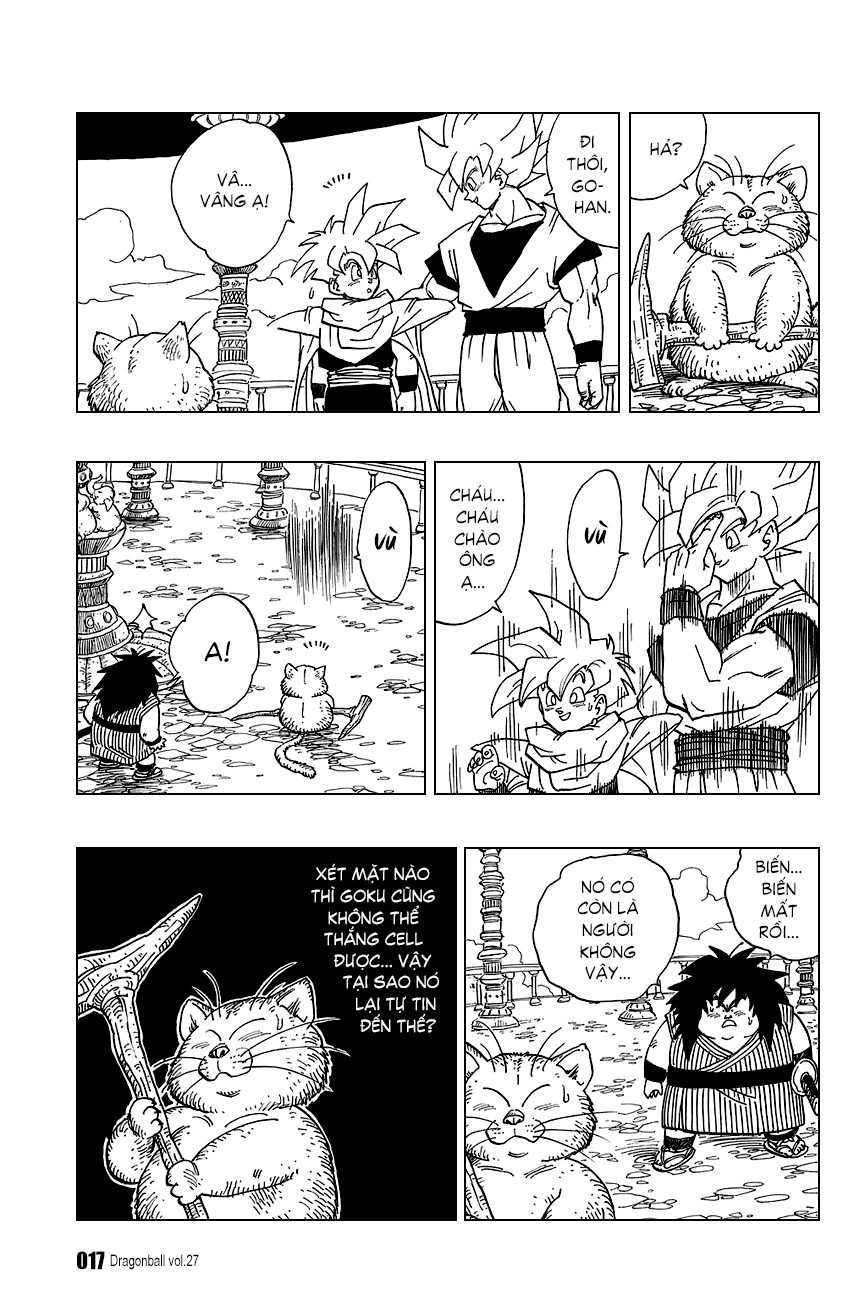 HẢ?
ĐI
THÔI,
GO-
HAN.
VÂ...
VÂNG Ạ!
VÙ
CHÁU...
CHÁU
CHÀO
ÔNG
Ạ...
VÙ
A!
BIẾN...
BIẾN
MẤT
RỒI...
NÓ CÓ
CÒN LÀ
NGƯỜI
KHÔNG
VẬY...
XÉT MẶT NÀO
THÌ GOKU CŨNG
KHÔNG THỂ
THẮNG CELL
ĐƯỢC... VẬY
TẠI SAO NÓ
LẠI TỰ TIN
ĐẾN THẾ?
017 Dragonball vol.27